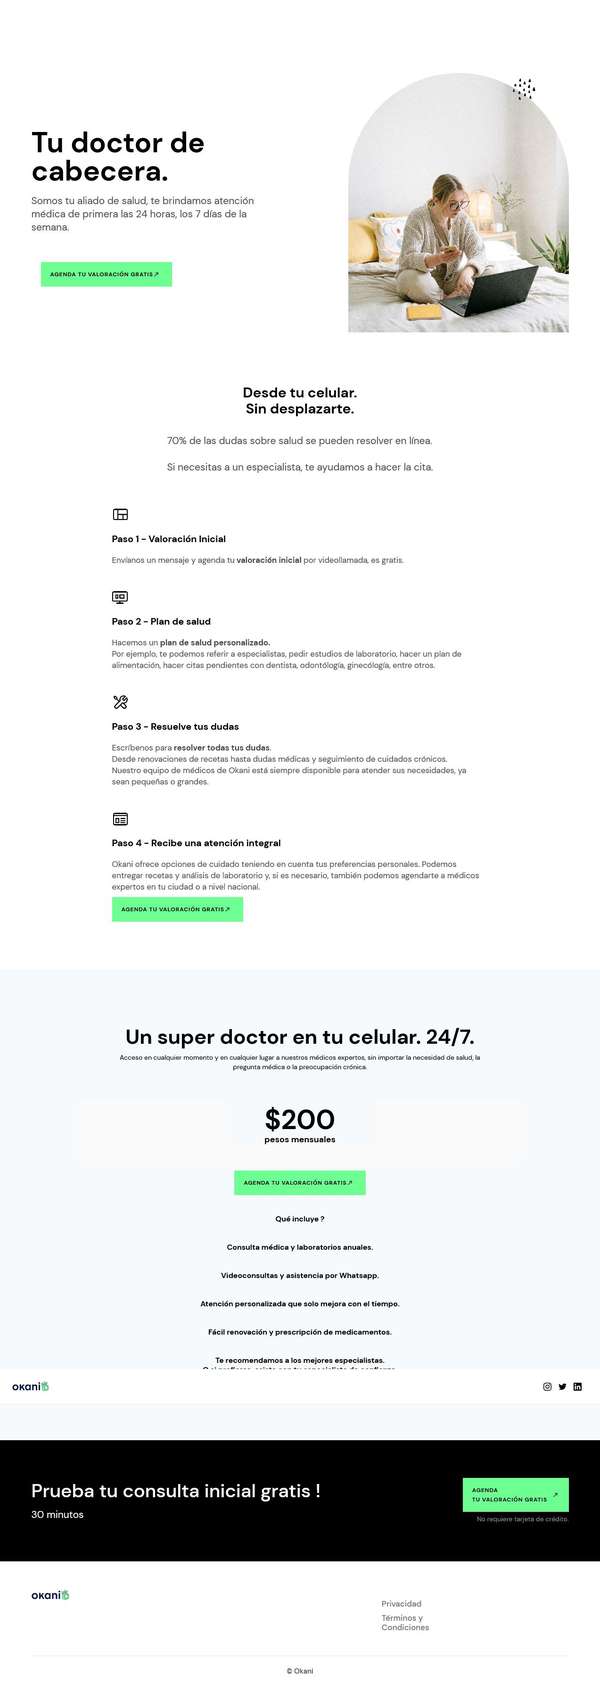 Tu doctor de
cabecera.
Somos tu aliado de salud, te brindamos atención
médica de primera las 24 horas, los 7 días de la
semana.
AGENDA TU VALORACIÓN GRATIS↗
Desde tu celular.
Sin desplazarte.
70% de las dudas sobre salud se pueden resolver en línea.
Si necesitas a un especialista, te ayudamos a hacer la cita.
Paso 1 - Valoración Inicial
Envíanos un mensaje y agenda tu valoración inicial por videollamada, es gratis.
Paso 2 - Plan de salud
Hacemos un plan de salud personalizado.
Por ejemplo, te podemos referir a especialistas, pedir estudios de laboratorio, hacer un plan de
alimentación, hacer citas pendientes con dentista, odontólogía, ginecólogía, entre otros.
Paso 3 - Resuelve tus dudas
Escríbenos para resolver todas tus dudas.
Desde renovaciones de recetas hasta dudas médicas y seguimiento de cuidados crónicos.
Nuestro equipo de médicos de Okani está siempre disponible para atender sus necesidades, ya
sean pequeñas o grandes.
Paso 4 - Recibe una atención integral
Okani ofrece opciones de cuidado teniendo en cuenta tus preferencias personales. Podemos
entregar recetas y análisis de laboratorio y, si es necesario, también podemos agendarte a médicos
expertos en tu ciudad o a nivel nacional.
AGENDA TU VALORACIÓN GRATIS↗
Un super doctor en tu celular. 24/7.
Acceso en cualquier momento y en cualquier lugar a nuestros médicos expertos, sin importar la necesidad de salud, la
pregunta médica o la preocupación crónica.
$200
pesos mensuales
AGENDA TU VALORACIÓN GRATIS↗
Qué incluye ?
Consulta médica y laboratorios anuales.
Videoconsultas y asistencia por Whatsapp.
Atención personalizada que solo mejora con el tiempo.
Fácil renovación y prescripción de medicamentos.
Te recomendamos a los mejores especialistas.
okani
Prueba tu consulta inicial gratis !
30 minutos
AGENDA
TU VALORACIÓN GRATIS ↗
No requiere tarjeta de crédito.
okani
Privacidad
Términos y
Condiciones
© Okani